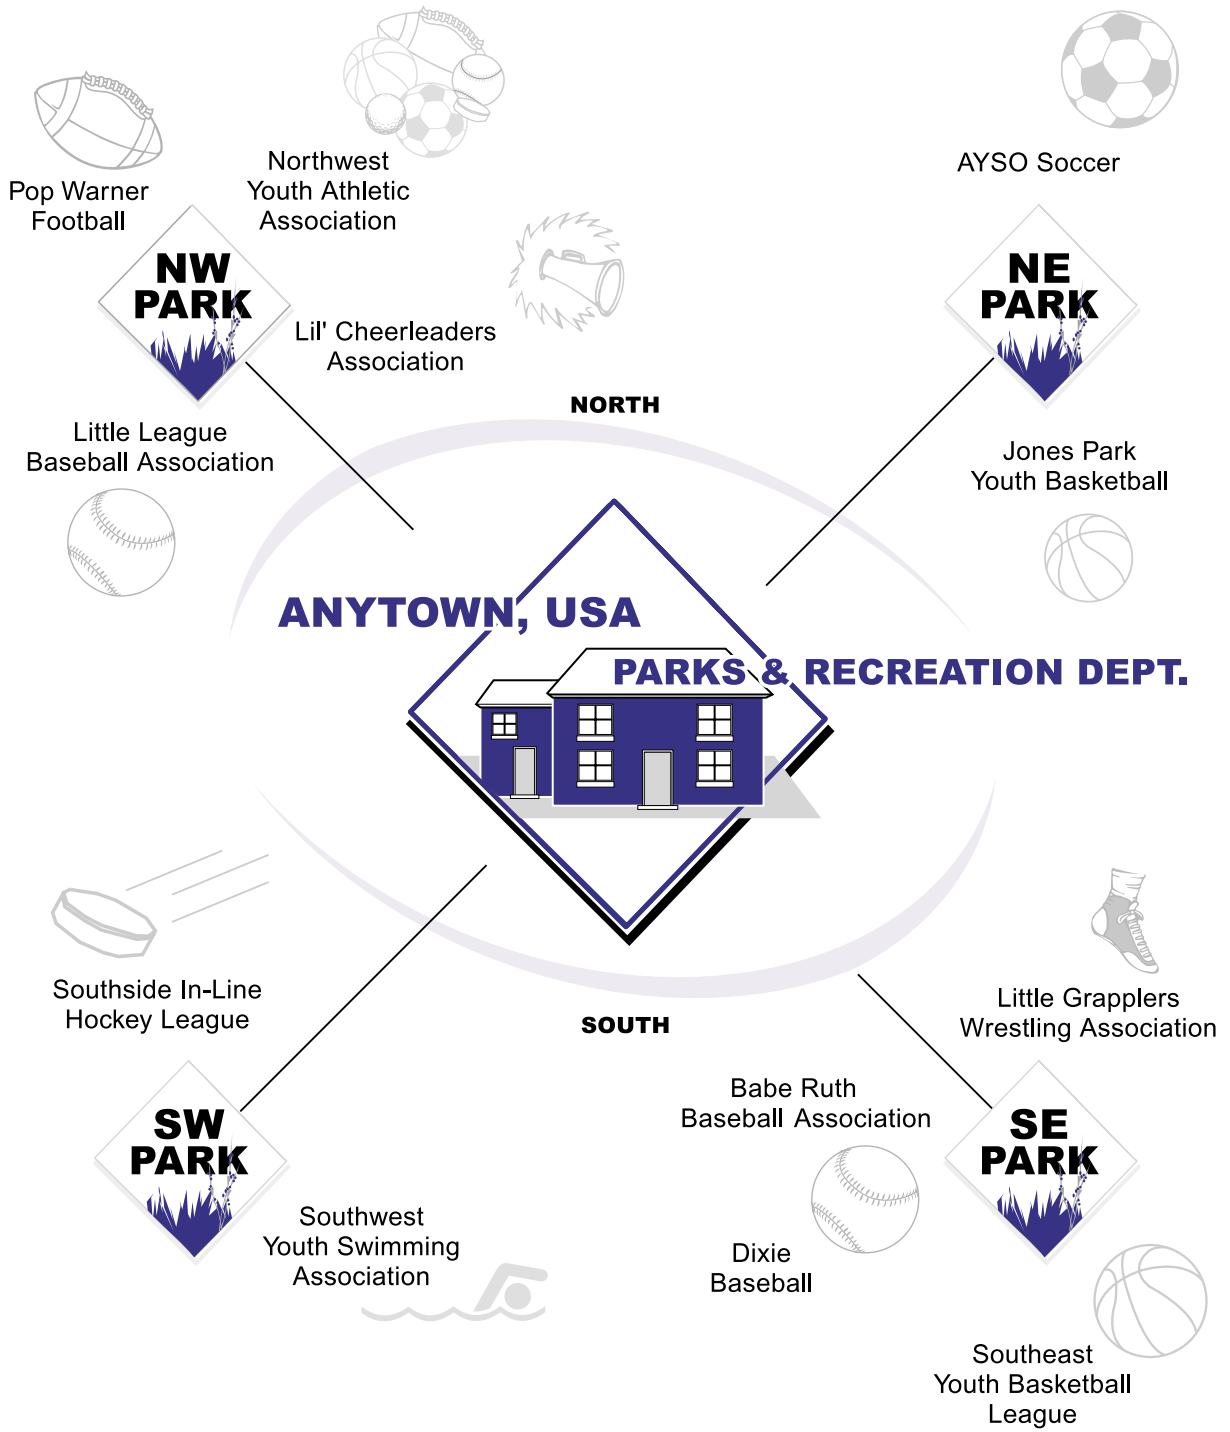 Northwest
Youth Athletic
Association
Pop Warner
Football
AYSO Soccer
NW
PARK
NE
PARK
Lil' Cheerleaders
Association
NORTH
Little League
Baseball Association
Jones Park
Youth Basketball
ANYTOWN, USA
PARKS & RECREATION DEPT.
Southside In-Line
Hockey League
Little Grapplers
Wrestling Association
SOUTH
Babe Ruth
Baseball Association
SW
PARK
SE
PARK
Southwest
Youth Swimming
Association
Dixie
Baseball
Southeast
Youth Basketball
League